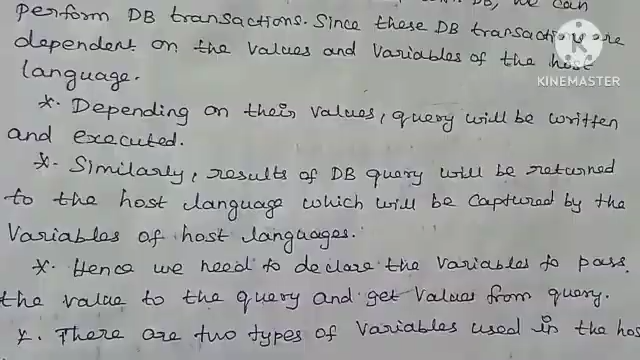 DB, we can
perform DB transactions. Since these DB transactions are
dependent on the values and variables of the host
language.
*. Depending on their values, query will be written
and executed.
*. Similarly, results of DB query will be returned
to the host language which will be captured by the
variables of host languages.
*. Hence we need to declare the variables to pass
the value to the query and get values from query.
*. There are two types of variables used in the hos
KINEMASTER